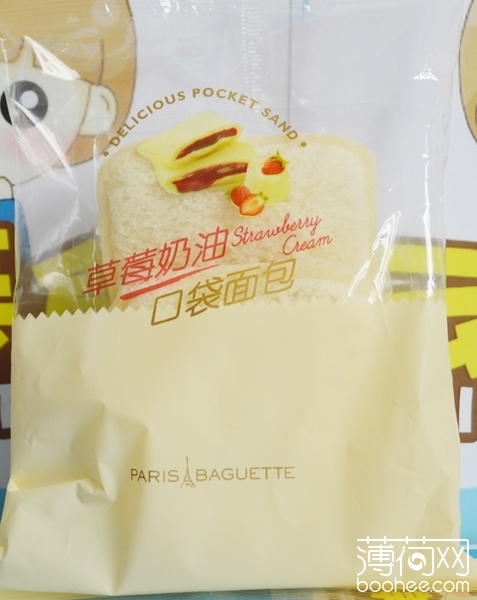 • DELICIOUS POCKET SAND •
草莓奶油 Strawberry Cream
口袋面包
PARIS BAGUETTE
薄荷网
boohee.com